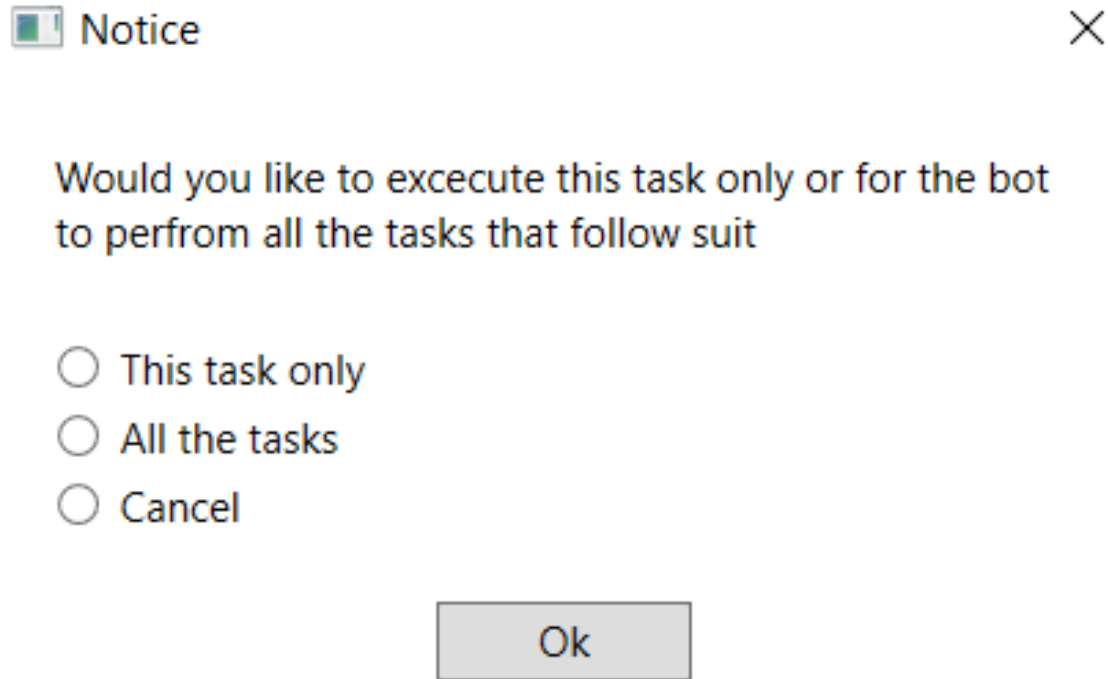 Notice
Would you like to excecute this task only or for the bot
to perfrom all the tasks that follow suit
This task only
All the tasks
Cancel
Ok